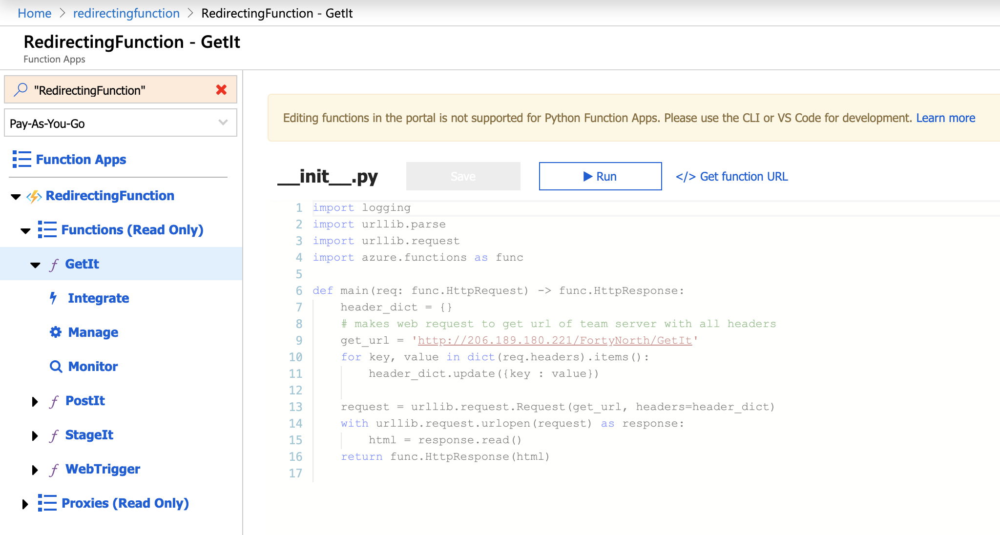 Home > redirectingfunction > RedirectingFunction - GetIt
RedirectingFunction - GetIt
Function Apps
"RedirectingFunction"
Pay-As-You-Go
Function Apps
RedirectingFunction
Functions (Read Only)
GetIt
Integrate
Manage
Monitor
PostIt
StageIt
WebTrigger
Proxies (Read Only)
Editing functions in the portal is not supported for Python Function Apps. Please use the CLI or VS Code for development. Learn more
__init__.py Save Run </> Get function URL
1 import logging
2 import urllib.parse
3 import urllib.request
4 import azure.functions as func
5
6 def main(req: func.HttpRequest) -> func.HttpResponse:
7     header_dict = {}
8     # makes web request to get url of team server with all headers
9     get_url = 'http://206.189.180.221/FortyNorth/GetIt'
10     for key, value in dict(req.headers).items():
11         header_dict.update({key : value})
12
13     request = urllib.request.Request(get_url, headers=header_dict)
14     with urllib.request.urlopen(request) as response:
15         html = response.read()
16     return func.HttpResponse(html)
17